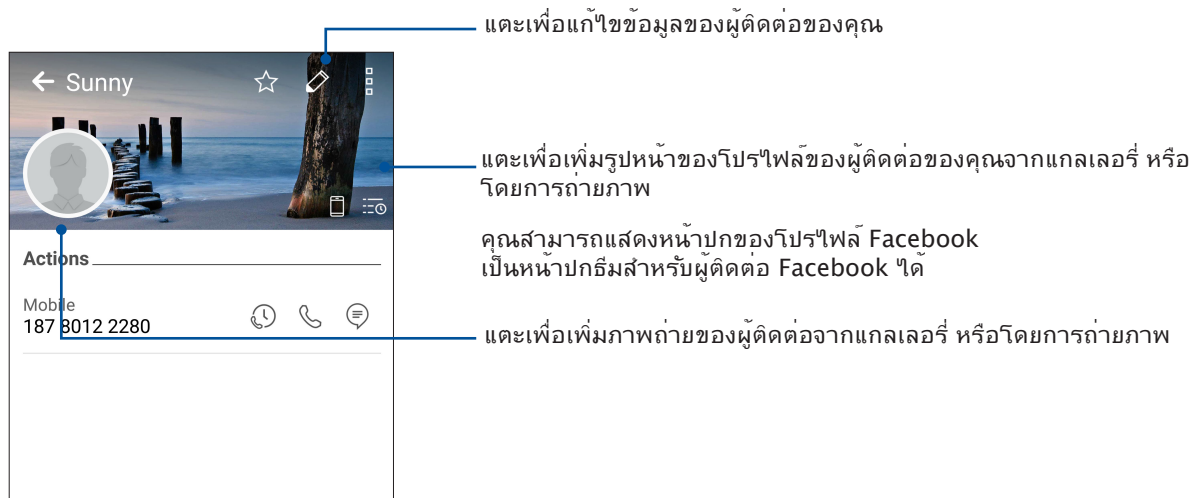 แตะเพื่อแก้ไขข้อมูลของผู้ติดต่อของคุณ
Sunny
แตะเพื่อเพิ่มรูปหน้าของโปรไฟล์ของผู้ติดต่อของคุณจากแกลเลอรี่ หรือ
โดยการถ่ายภาพ
คุณสามารถแสดงหน้าปกของโปรไฟล์ Facebook
เป็นหน้าปกธีมสำหรับผู้ติดต่อ Facebook ได้
Actions
Mobile
187 8012 2280
แตะเพื่อเพิ่มภาพถ่ายของผู้ติดต่อจากแกลเลอรี่ หรือโดยการถ่ายภาพ